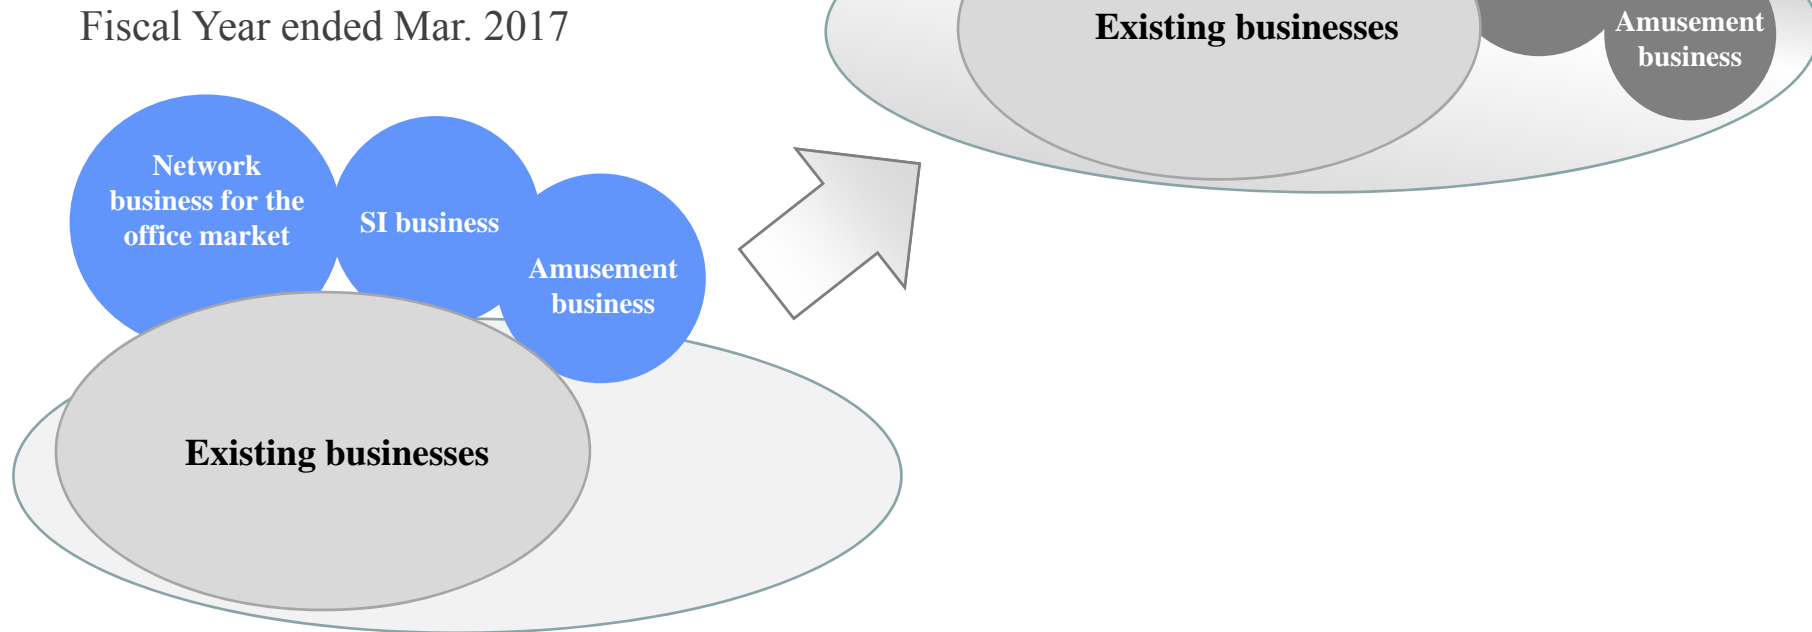 Fiscal Year ended Mar. 2017
Existing businesses
Amusement
business
Network
business for the
office market
SI business
Amusement
business
Existing businesses